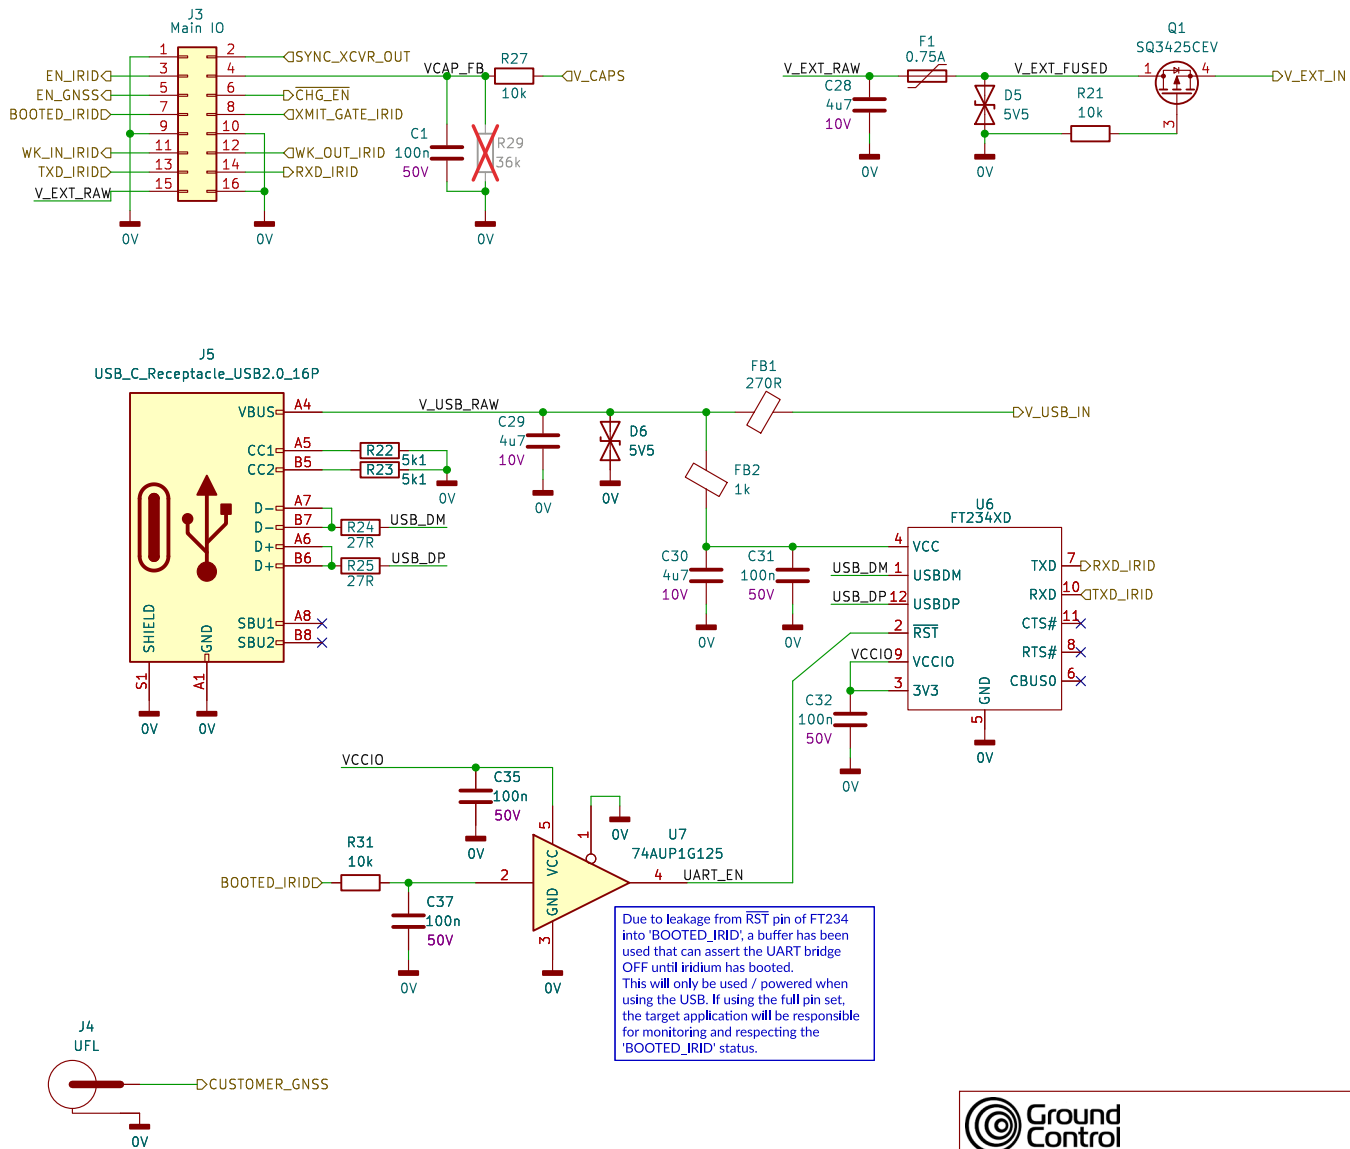 J3
Main IO
1
2
SYNC_XCVR_OUT
EN_IRID
3
4
VCAP_FB
R27
10k
V_CAPS
EN_GNSS
5
6
CHG_EN
BOOTED_IRID
7
8
XMIT_GATE_IRID
9
10
WK_IN_IRID
11
12
WK_OUT_IRID
TXD_IRID
13
14
RXD_IRID
V_EXT_RAW
15
16
C1
100n
50V
R29
36k
0V
0V
0V
V_EXT_RAW
F1
0.75A
C28
4u7
10V
0V
V_EXT_FUSED
D5
5V5
0V
R21
10k
Q1
SQ3425CEV
1
4
3
V_EXT_IN
J5
USB_C_Receptacle_USB2.0_16P
VBUS
A4
CC1
A5
CC2
B5
D-
A7
D-
B7
D+
A6
D+
B6
SBU1
A8
SBU2
B8
SHIELD
GND
S1
A1
0V
0V
R22
5k1
R23
5k1
0V
R24
27R
USB_DM
R25
27R
USB_DP
V_USB_RAW
C29
4u7
10V
0V
D6
5V5
0V
FB1
270R
V_USB_IN
FB2
1k
C30
4u7
10V
0V
C31
100n
50V
0V
U6
FT234XD
4
VCC
USB_DM
1
USBDM
USB_DP
12
USBDP
2
RST
VCCIO
9
VCCIO
3
3V3
GND
5
0V
TXD
7
RXD_IRID
RXD
10
TXD_IRID
CTS#
11
RTS#
8
CBUS0
6
C32
100n
50V
0V
VCCIO
C35
100n
50V
0V
5
1
0V
U7
74AUP1G125
VCC
GND
R31
10k
BOOTED_IRID
2
4
UART_EN
3
0V
C37
100n
50V
0V
Due to leakage from RST pin of FT234
into 'BOOTED_IRID', a buffer has been
used that can assert the UART bridge
OFF until iridium has booted.
This will only be used / powered when
using the USB. If using the full pin set,
the target application will be responsible
for monitoring and respecting the
'BOOTED_IRID' status.
J4
UFL
CUSTOMER_GNSS
0V
Ground
Control